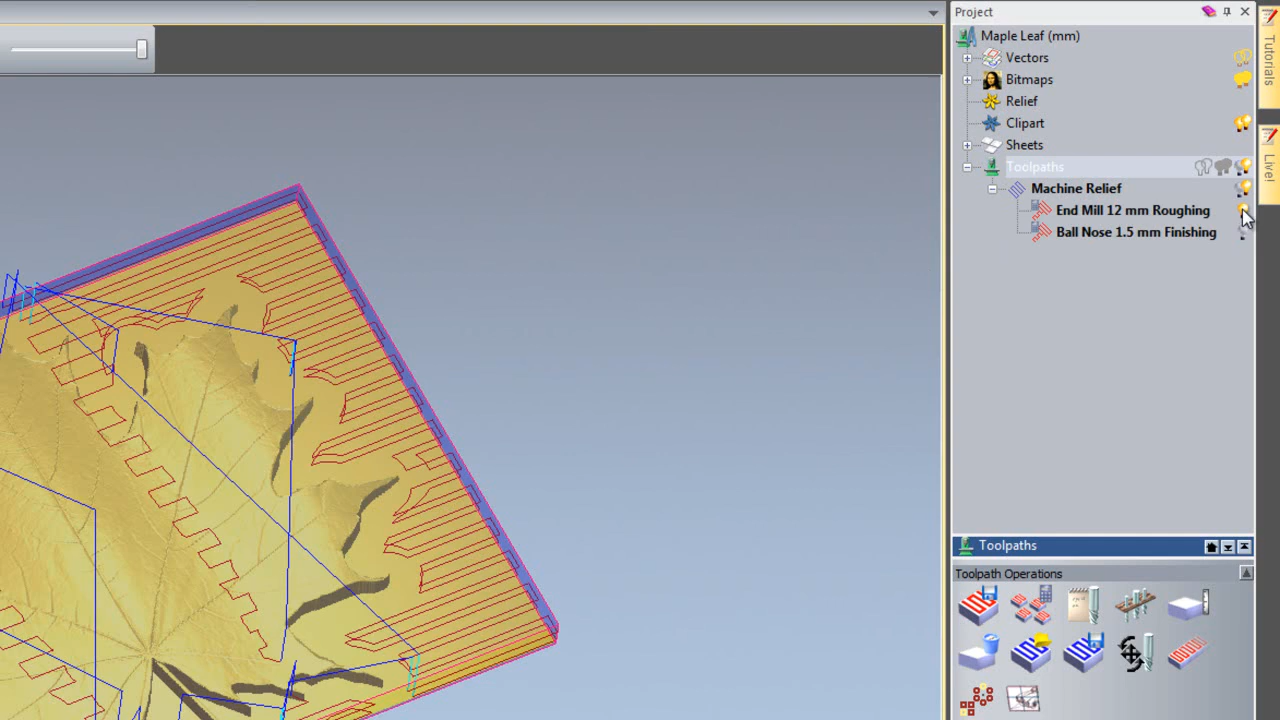 Project
Maple Leaf (mm)
Vectors
Bitmaps
Relief
Clipart
Sheets
Toolpaths
Machine Relief
End Mill 12 mm Roughing
Ball Nose 1.5 mm Finishing
Tutorials
Live!
Toolpaths
Toolpath Operations